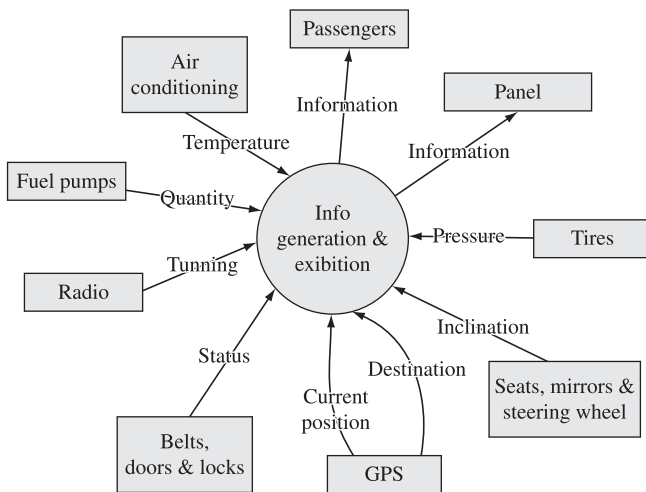 Passengers
Air
conditioning
Panel
Information
Temperature
Information
Fuel pumps
Quantity
Info
generation &
exibition
Pressure
Tires
Tunning
Radio
Inclination
Status
Destination
Seats, mirrors &
steering wheel
Current
position
Belts,
doors & locks
GPS